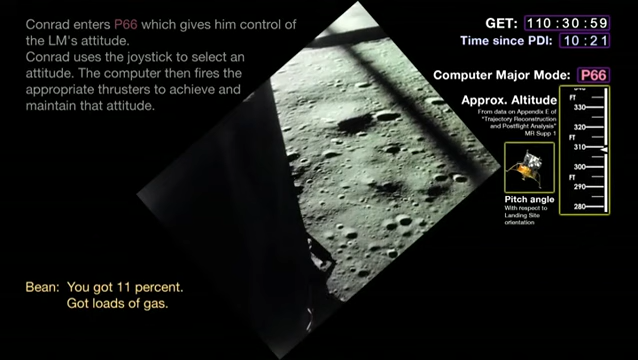 Conrad enters P66 which gives him control of
the LM's attitude.
Conrad uses the joystick to select an
attitude. The computer then fires the
appropriate thrusters to achieve and
maintain that attitude.
GET: 110:30:59
Time since PDI: 10:21
Computer Major Mode: P66
Approx. Altitude
From data on Appendix E of
"Trajectory Reconstruction
and Postflight Analysis"
MR Supp 1
FT
330
320
FT
310
300
FT
290
280
Pitch angle
With respect to
Landing Site
orientation
Bean: You got 11 percent.
Got loads of gas.